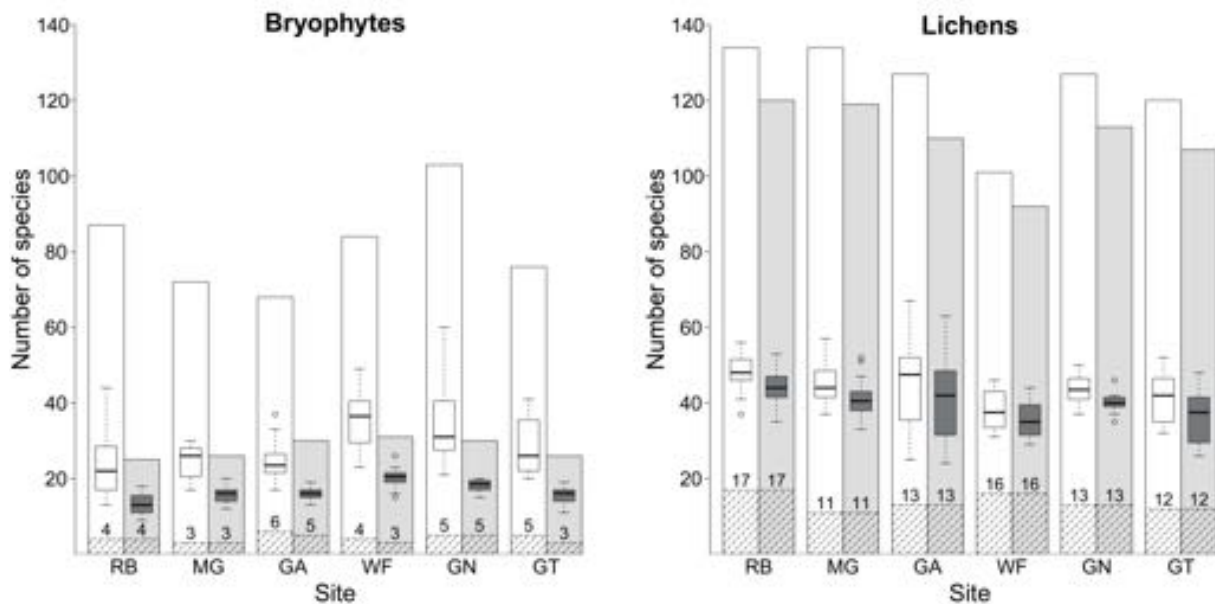 Bryophytes
Number of species
140
120
100
80
60
40
20
4 4 3 3 6 5 4 3 5 5 5 3
RB MG GA WF GN GT
Site
Lichens
Number of species
140
120
100
80
60
40
20
17 17 11 11 13 13 16 16 13 13 12 12
RB MG GA WF GN GT
Site